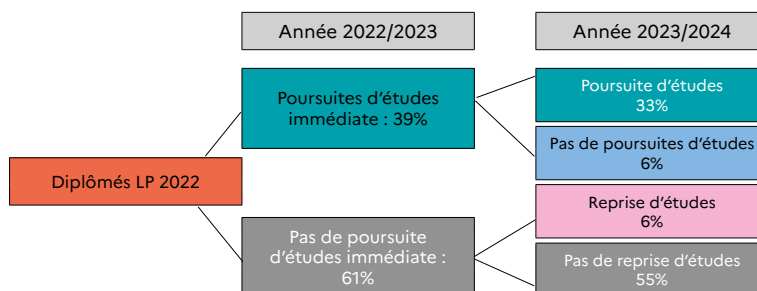 Année 2022/2023
Année 2023/2024
Poursuites d'études
immédiate : 39%
Poursuite d'études
33%
Pas de poursuites d'études
6%
Diplômés LP 2022
Reprise d'études
6%
Pas de poursuite
d'études immédiate :
61%
Pas de reprise d'études
55%